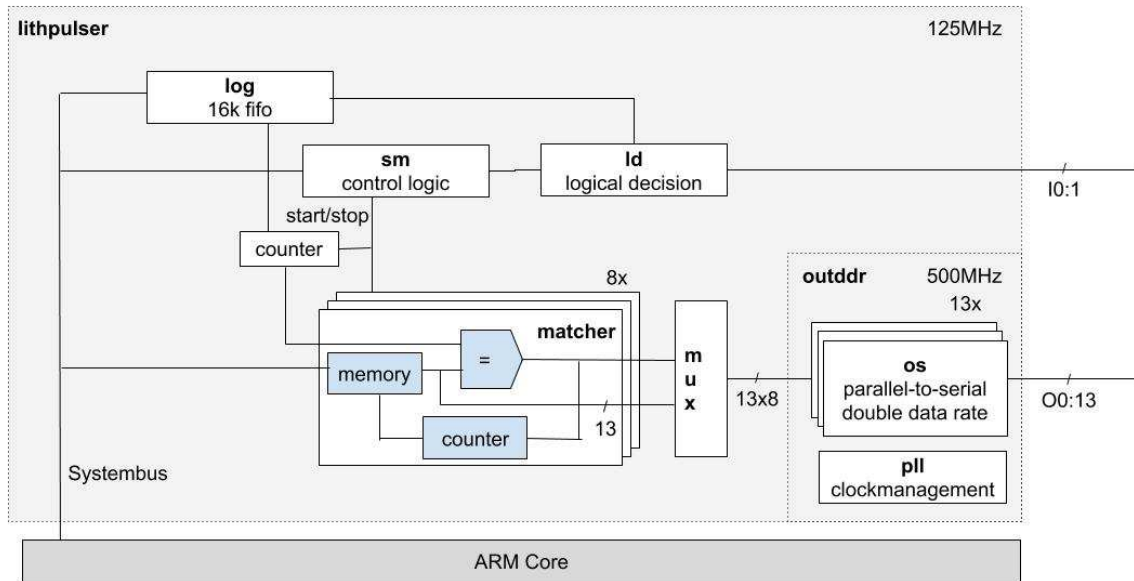 lithpulser
125MHz
log
16k fifo
sm
control logic
ld
logical decision
I0:1
start/stop
counter
outddr
500MHz
8x
13x
matcher
=
memory
counter
13
m
u
x
13x8
os
parallel-to-serial
double data rate
O0:13
pll
clockmanagement
Systembus
ARM Core